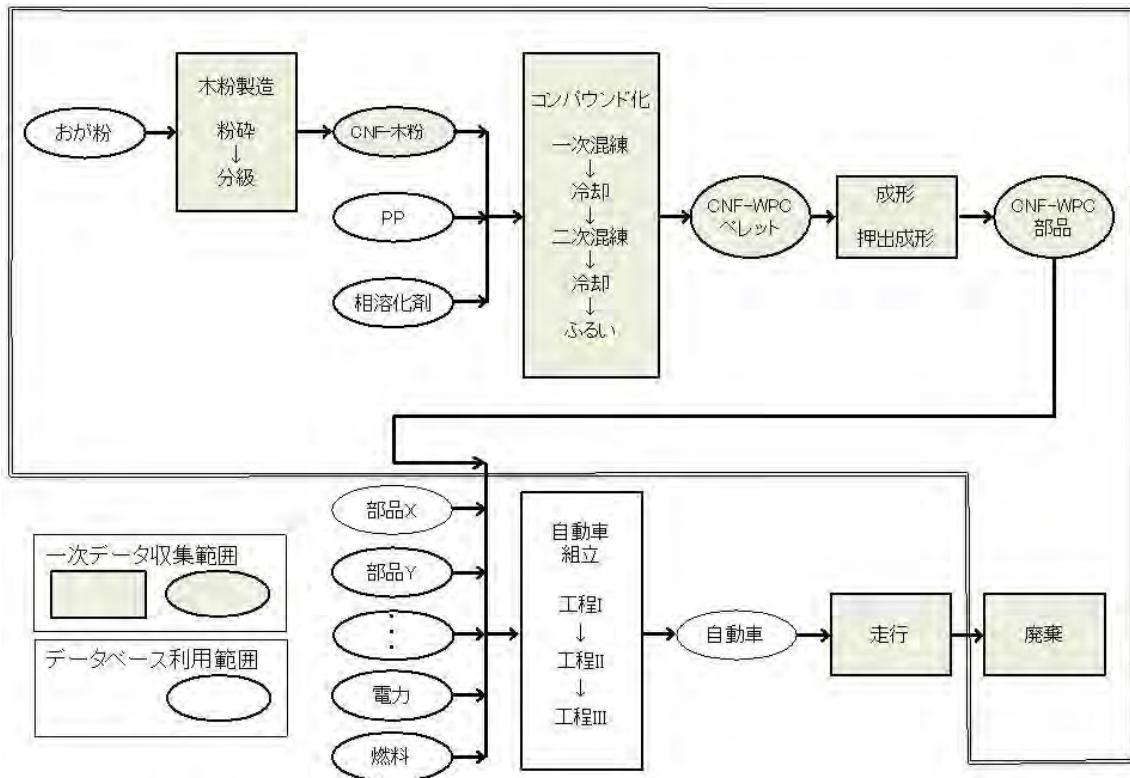 木粉製造
粉砕
↓
分級
おが粉
CNF-木粉
PP
相溶化剤
コンパウンド化
一次混練
↓
冷却
↓
二次混練
↓
冷却
↓
ふるい
CNF-WPC
ペレット
成形
押出成形
CNF-WPC
部品
一次データ収集範囲
データベース利用範囲
部品X
部品Y
⋮
電力
燃料
自動車
組立
工程I
↓
工程II
↓
工程III
自動車
走行
廃棄